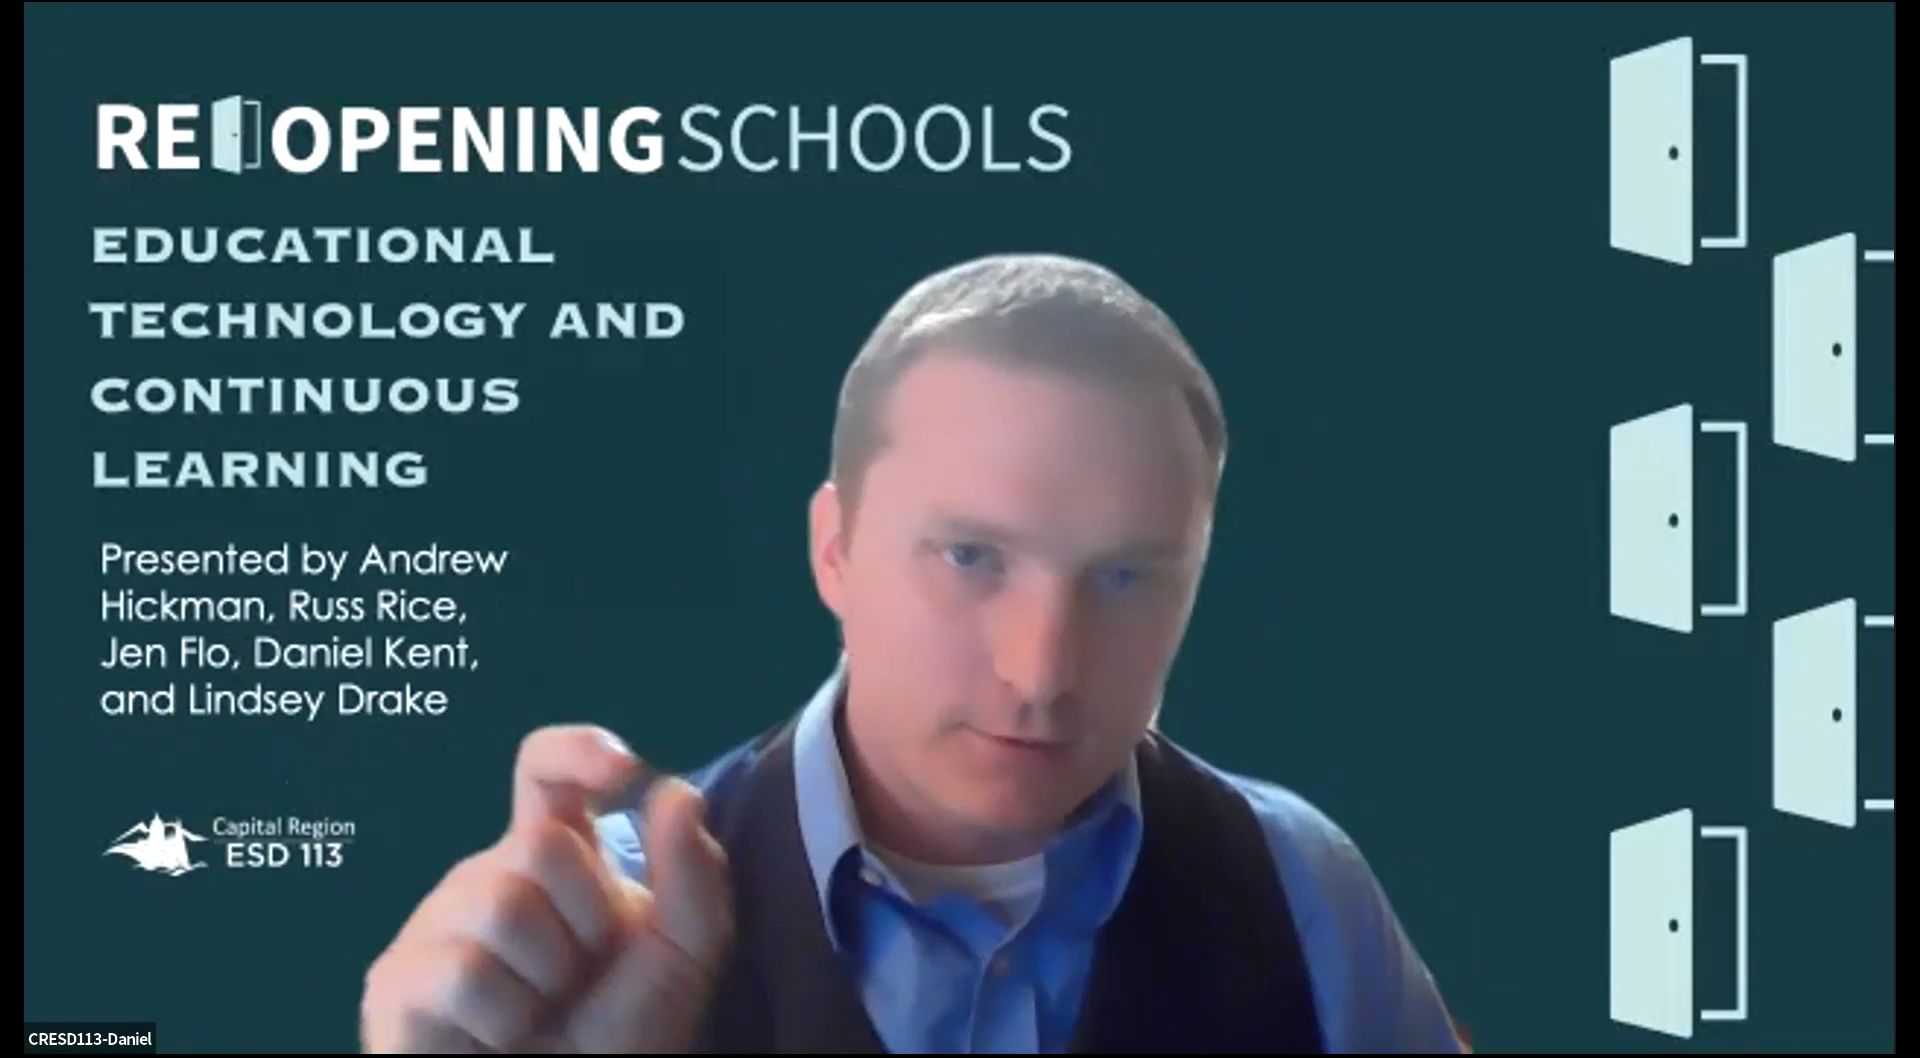 REOPENING SCHOOLS
EDUCATIONAL
TECHNOLOGY AND
CONTINUOUS
LEARNING
Presented by Andrew
Hickman, Russ Rice,
Jen Flo, Daniel Kent,
and Lindsey Drake
Capital Region
ESD 113
CRESD113-Daniel